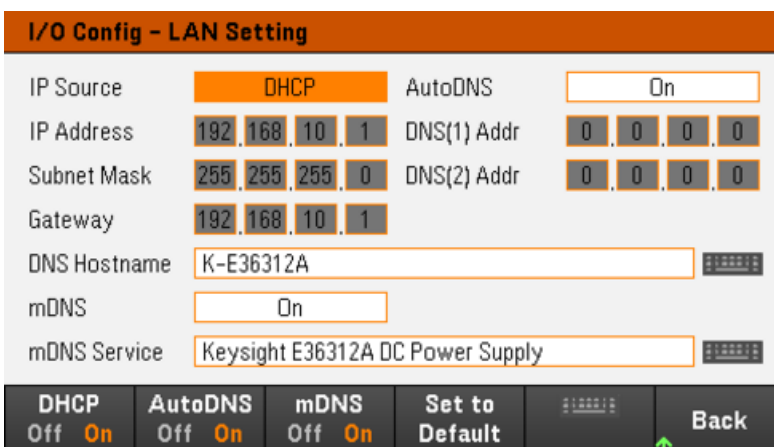 I/O Config – LAN Setting
IP Source DHCP AutoDNS On
IP Address 192.168.10.1 DNS(1) Addr 0.0.0.0
Subnet Mask 255.255.255.0 DNS(2) Addr 0.0.0.0
Gateway 192.168.10.1
DNS Hostname K-E36312A
mDNS On
mDNS Service Keysight E36312A DC Power Supply
DHCP AutoDNS mDNS Set to
Off On Off On Off On Default Back